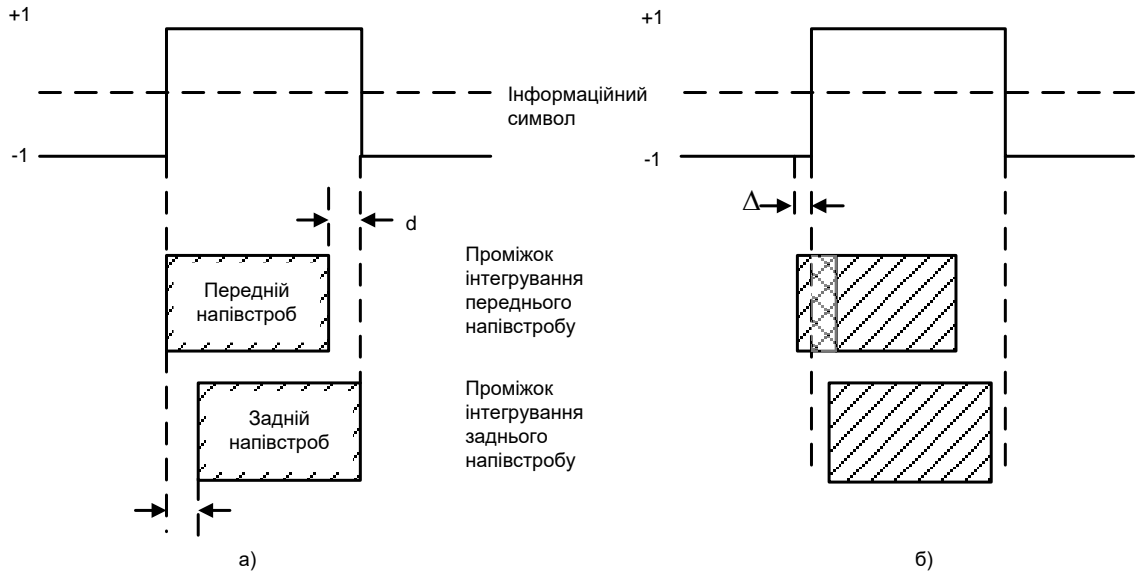 +1
Інформаційний
символ
-1
d
Передній
напівстроб
Проміжок
інтегрування
переднього
напівстробу
Задній
напівстроб
Проміжок
інтегрування
заднього
напівстробу
а)
+1
-1
Δ
б)